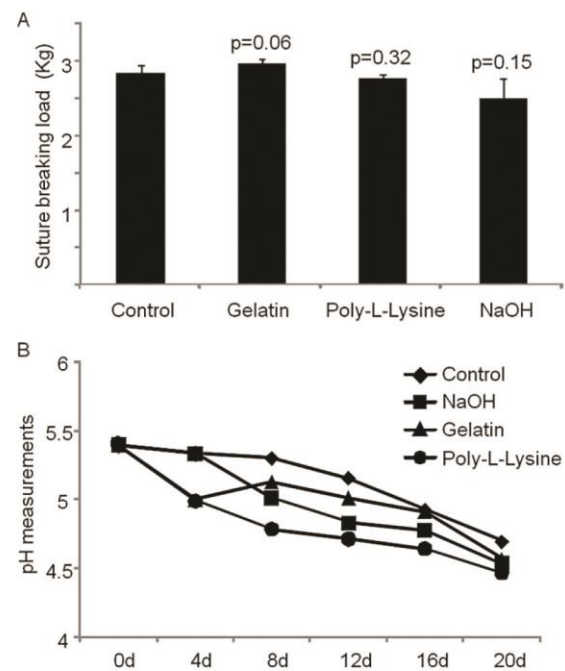 A
Suture breaking load (Kg)
3
2
1
p=0.06
p=0.32
p=0.15
Control
Gelatin
Poly-L-Lysine
NaOH
B
pH measurements
6
5.5
5
4.5
4
Control
NaOH
Gelatin
Poly-L-Lysine
0d
4d
8d
12d
16d
20d